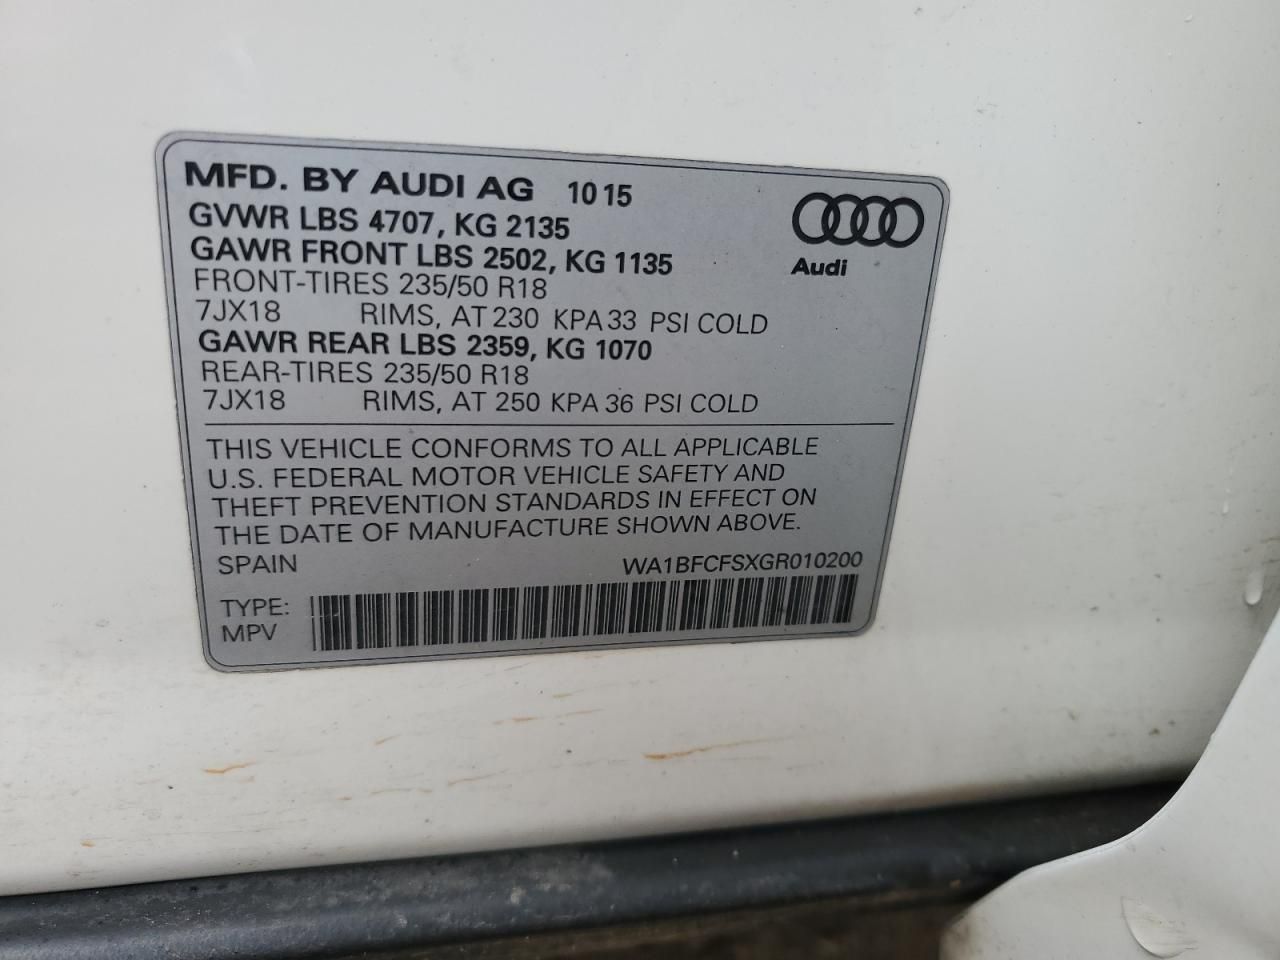 MFD. BY AUDI AG 10 15
GVWR LBS 4707, KG 2135
GAWR FRONT LBS 2502, KG 1135
FRONT-TIRES 235/50 R18
7JX18 RIMS, AT 230 KPA 33 PSI COLD
GAWR REAR LBS 2359, KG 1070
REAR-TIRES 235/50 R18
7JX18 RIMS, AT 250 KPA 36 PSI COLD
Audi
THIS VEHICLE CONFORMS TO ALL APPLICABLE
U.S. FEDERAL MOTOR VEHICLE SAFETY AND
THEFT PREVENTION STANDARDS IN EFFECT ON
THE DATE OF MANUFACTURE SHOWN ABOVE.
SPAIN WA1BFCFSXGR010200
TYPE:
MPV